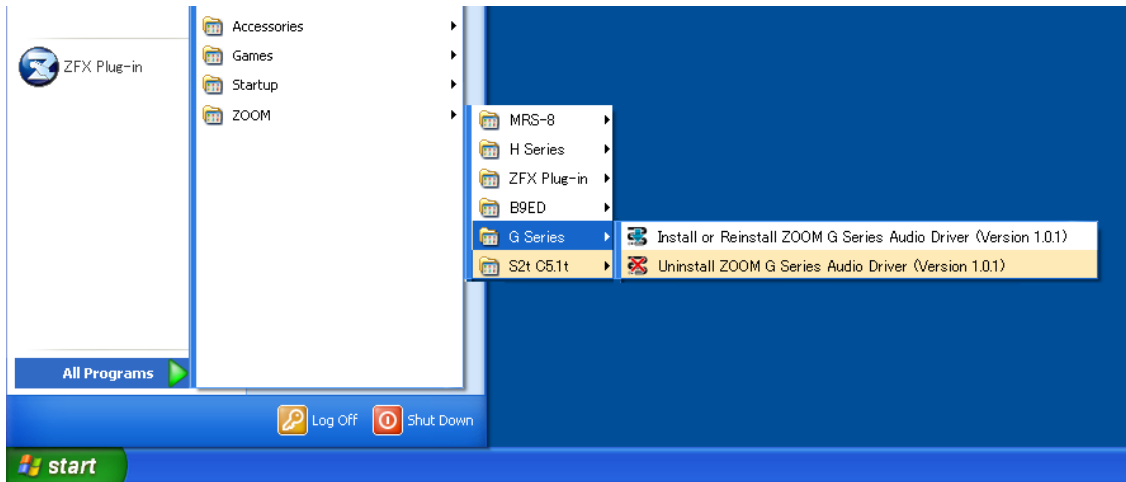 Accessories
Games
Startup
ZOOM
ZFX Plug-in
MRS-8
H Series
ZFX Plug-in
B9ED
G Series
S2t C5.1t
Install or Reinstall ZOOM G Series Audio Driver (Version 1.0.1)
Uninstall ZOOM G Series Audio Driver (Version 1.0.1)
All Programs
Log Off
Shut Down
start